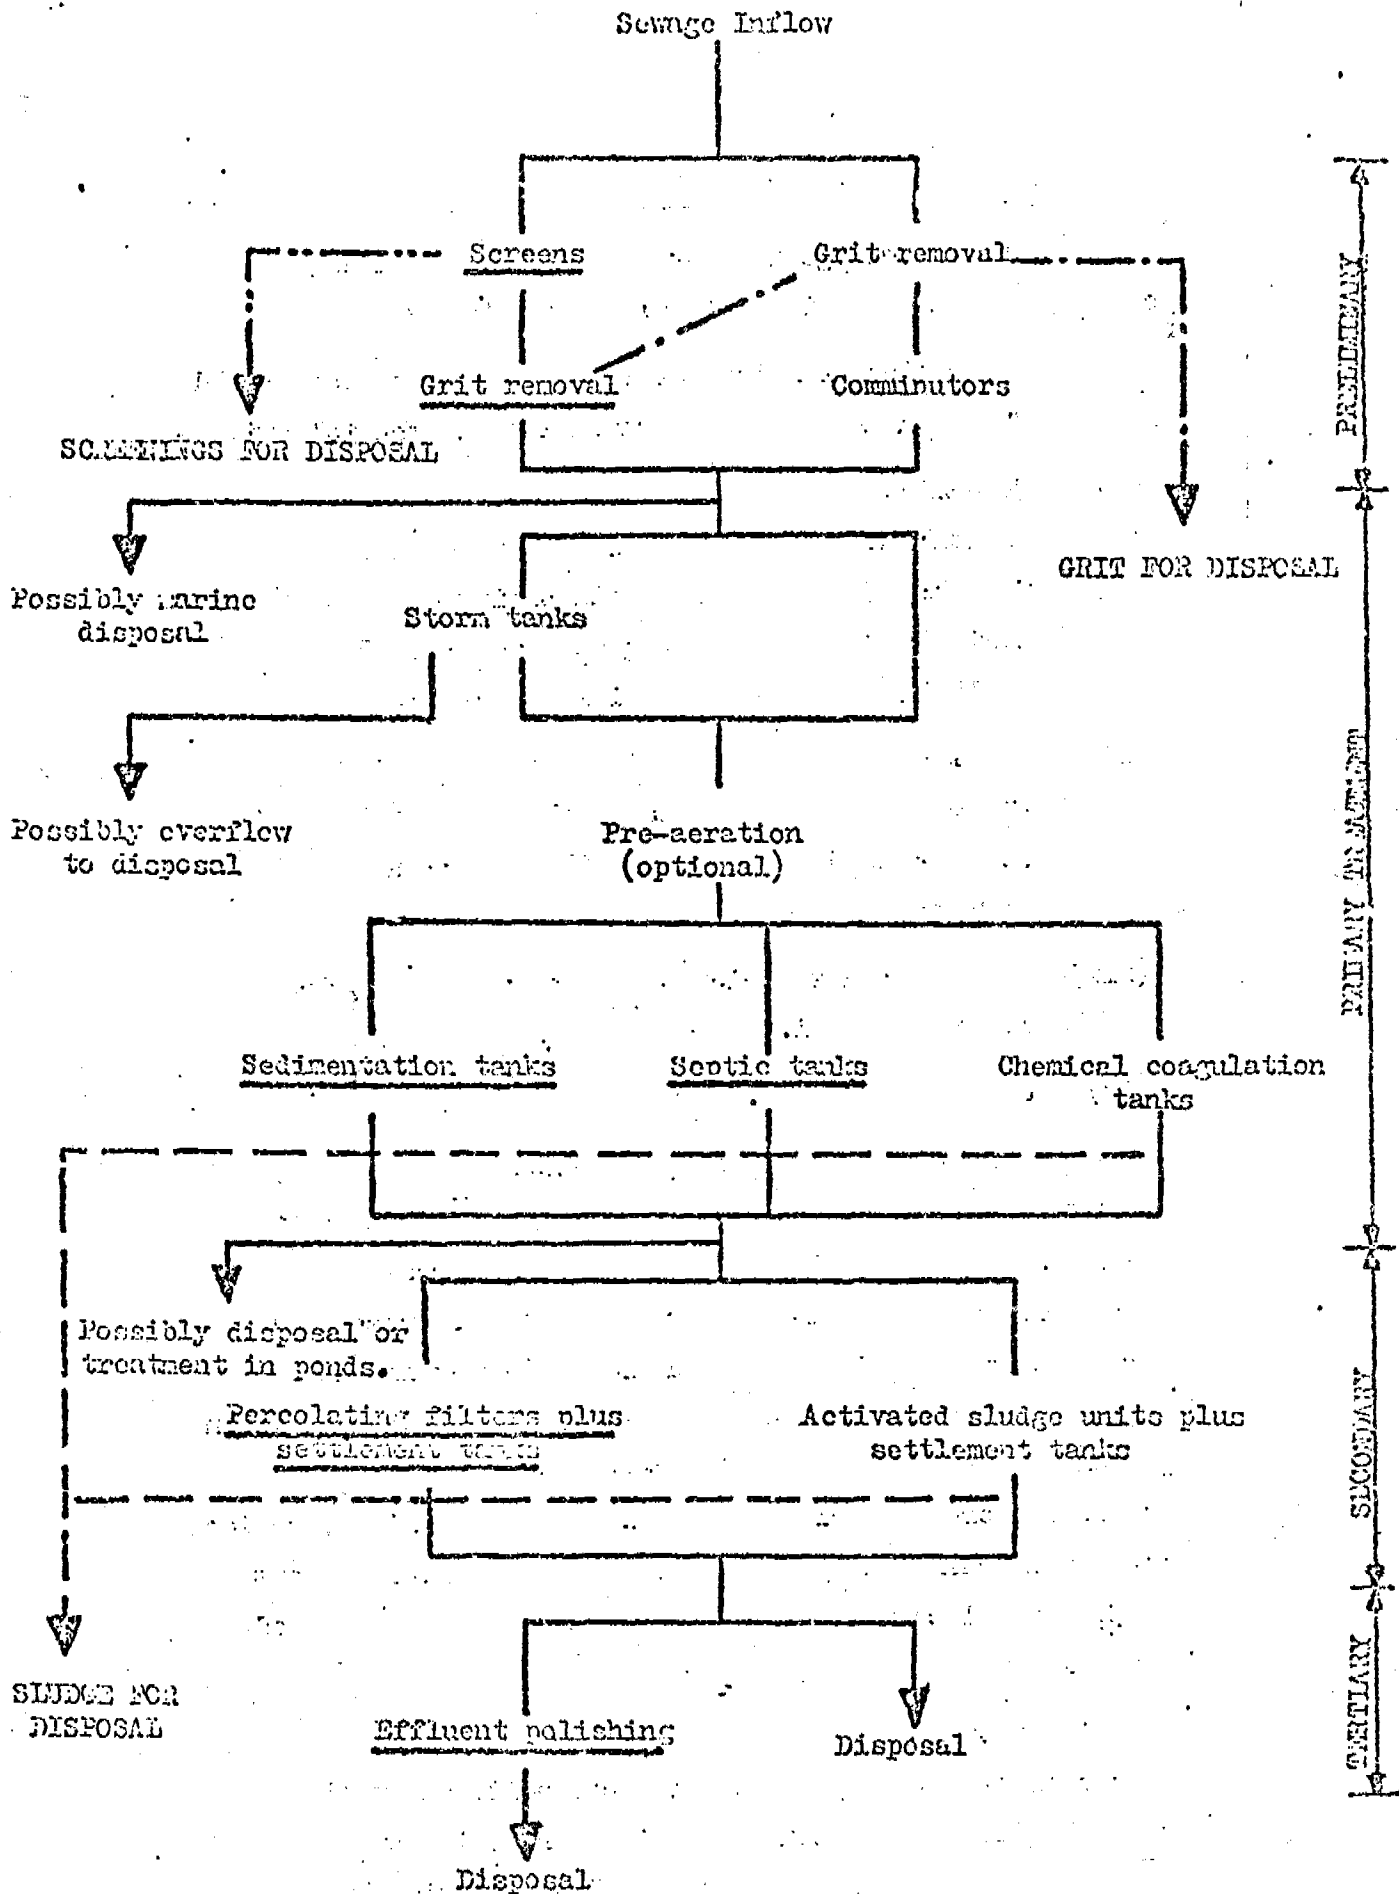 Sewage Inflow
Screens
Grit removal
Grit removal
Comminutors
SCREENINGS FOR DISPOSAL
GRIT FOR DISPOSAL
PRELIMINARY
Possibly marine
disposal
Storm tanks
Possibly overflow
to disposal
Pre-aeration
(optional)
PRIMARY TREATMENT
Sedimentation tanks
Septic tanks
Chemical coagulation
tanks
Possibly disposal or
treatment in ponds.
Percolating filters plus
settlement tanks
Activated sludge units plus
settlement tanks
SECONDARY
SLUDGE FOR
DISPOSAL
Effluent polishing
Disposal
TERTIARY
Disposal